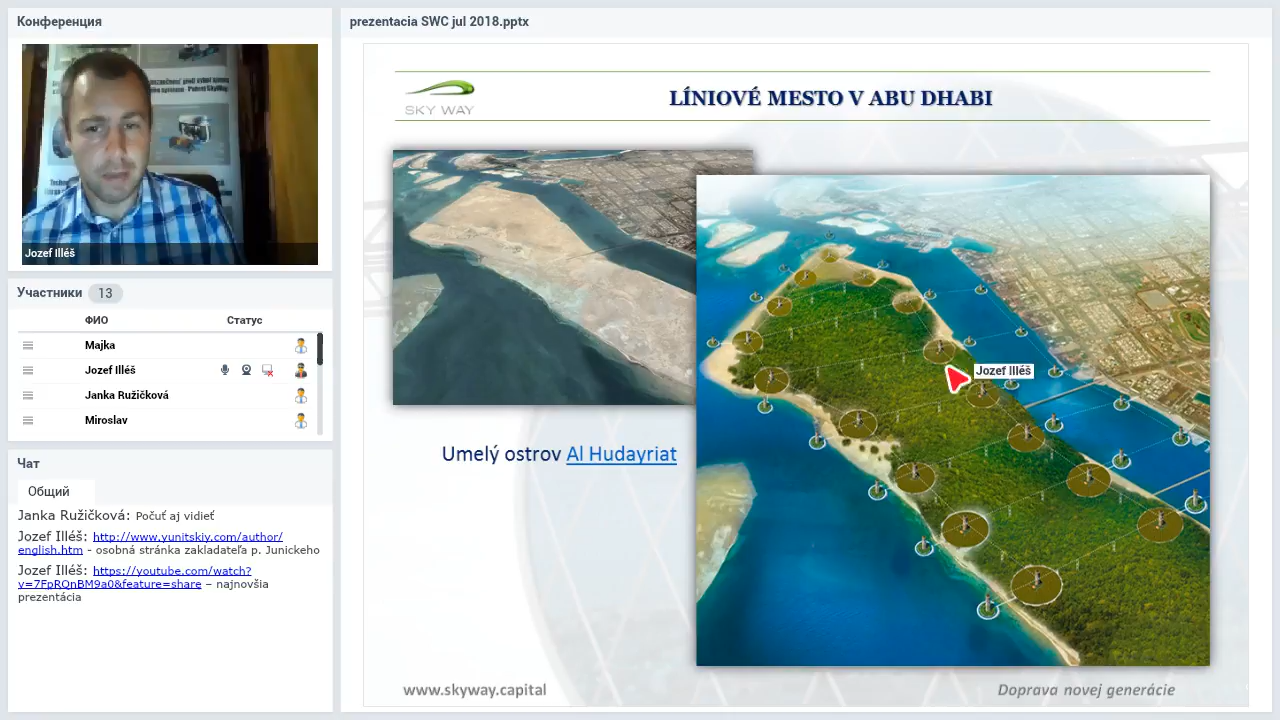 Конференция
Jozef Illéš
Участники 13
ФИО Статус
Majka
Jozef Illéš
Janka Ružičková
Miroslav
Чат
Общий
Janka Ružičková: Počuť aj vidieť
Jozef Illéš: http://www.yunitskiy.com/author/
english.htm - osobná stránka zakladateľa p. Junickeho
Jozef Illéš: https://youtube.com/watch?
v=7FpRQnBM9a0&feature=share – najnovšia
prezentácia
prezentacia SWC jul 2018.pptx
SKY WAY
LÍNIOVÉ MESTO V ABU DHABI
Jozef Illéš
Umelý ostrov Al Hudayriat
www.skyway.capital
Doprava novej generácie